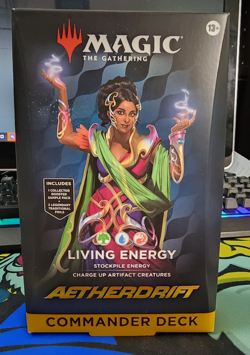 MAGIC
THE GATHERING
13+
INCLUDES
1 COLLECTOR
BOOSTER
SAMPLE PACK
+
2 LEGENDARY
TRADITIONAL
FOILS
LIVING ENERGY
STOCKPILE ENERGY
CHARGE UP ARTIFACT CREATURES
AETHERDRIFT
COMMANDER DECK